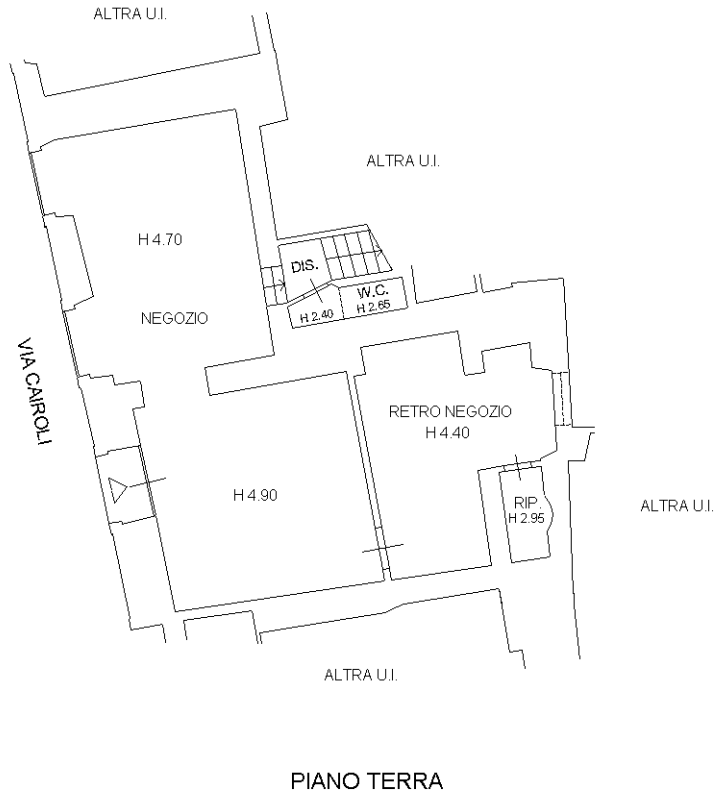 ALTRA U.I.
ALTRA U.I.
H 4.70
DIS.
W.C.
H 2.65
H 2.40
NEGOZIO
VIA CAIROLI
RETRO NEGOZIO
H 4.40
H 4.90
RIP.
H 2.95
ALTRA U.I.
ALTRA U.I.
PIANO TERRA